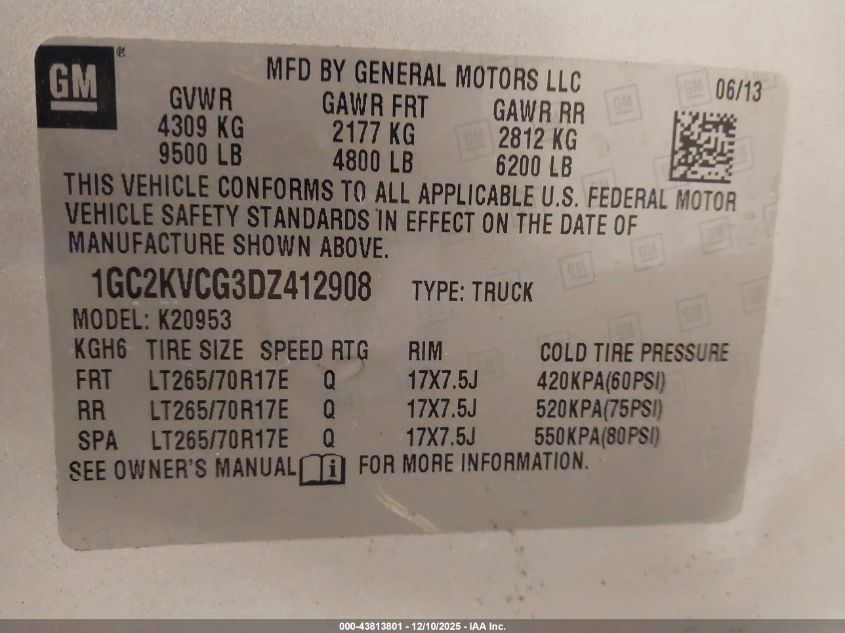 GM®
MFD BY GENERAL MOTORS LLC 06/13
GVWR GAWR FRT GAWR RR
4309 KG 2177 KG 2812 KG
9500 LB 4800 LB 6200 LB
THIS VEHICLE CONFORMS TO ALL APPLICABLE U.S. FEDERAL MOTOR
VEHICLE SAFETY STANDARDS IN EFFECT ON THE DATE OF
MANUFACTURE SHOWN ABOVE.
1GC2KVCG3DZ412908 TYPE: TRUCK
MODEL: K20953
KGH6 TIRE SIZE SPEED RTG RIM COLD TIRE PRESSURE
FRT LT265/70R17E Q 17X7.5J 420KPA(60PSI)
RR LT265/70R17E Q 17X7.5J 520KPA(75PSI)
SPA LT265/70R17E Q 17X7.5J 550KPA(80PSI)
SEE OWNER'S MANUAL FOR MORE INFORMATION.
000-43813801 - 12/10/2025 - IAA Inc.